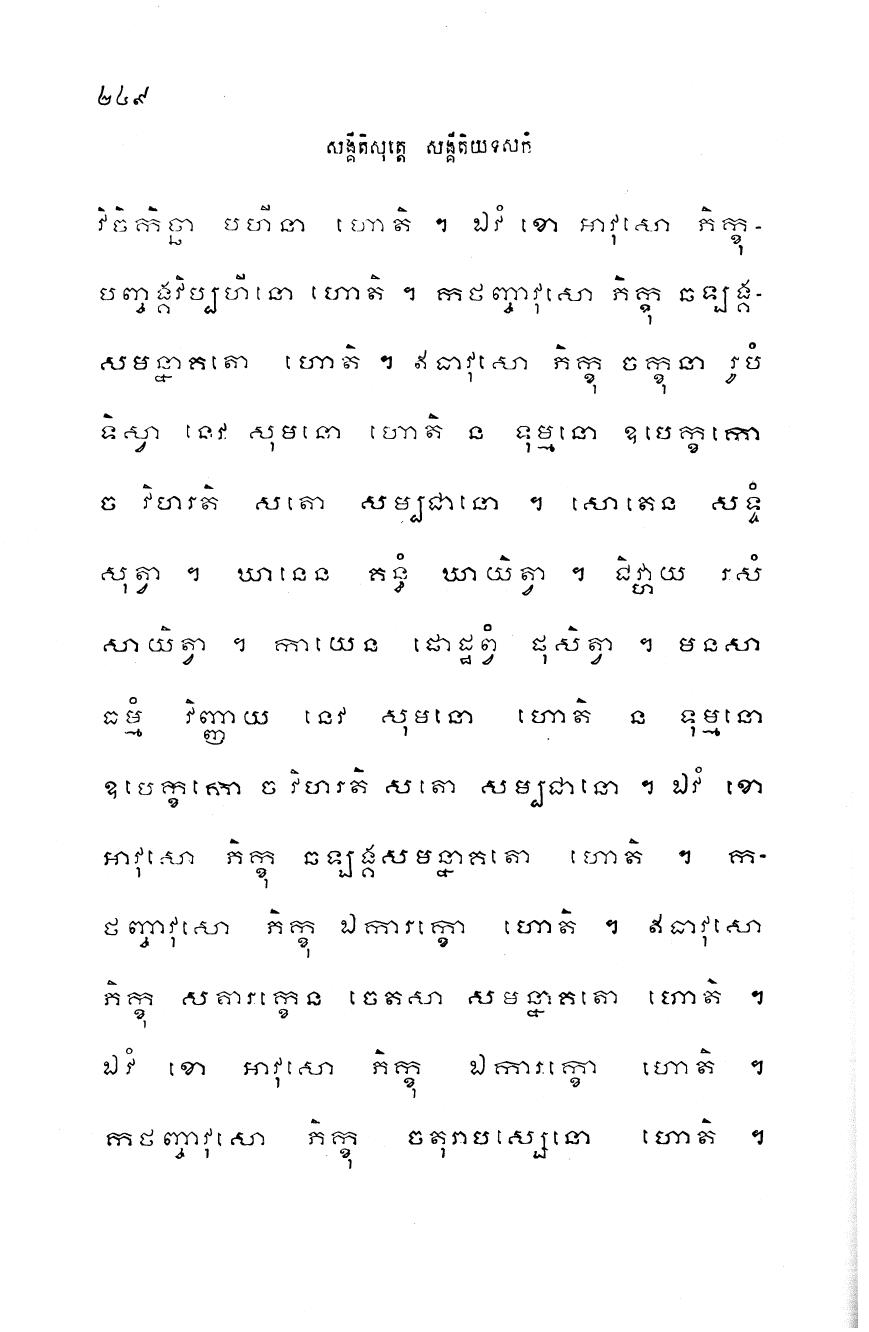 ២៤៩
សង្គីតិសុត្តេ សង្គីតិយទសកំ
វិចិកិច្ឆា បហីនា ហោតិ ។ ឯវំ ខោ អាវុសោ ភិក្ខុ-
បញ្ចង្គវិប្បហីនោ ហោតិ ។ កថញ្ចាវុសោ ភិក្ខុ ឆឡង្គ-
សមន្នាគតោ ហោតិ ។ ឥធាវុសោ ភិក្ខុ ចក្ខុនា រូបំ
ទិស្វា នេវ សុមនោ ហោតិ ន ទុម្មនោ ឧបេក្ខកោ
ច វិហរតិ សតោ សម្បជានោ ។ សោតេន សទ្ទំ
សុត្វា ។ ឃានេន គន្ធំ ឃាយិត្វា ។ ជិវ្ហាយ រសំ
សាយិត្វា ។ កាយេន ផោដ្ឋព្វំ ផុសិត្វា ។ មនសា
ធម្មំ វិញ្ញាយ នេវ សុមនោ ហោតិ ន ទុម្មនោ
ឧបេក្ខកោ ច វិហរតិ សតោ សម្បជានោ ។ ឯវំ ខោ
អាវុសោ ភិក្ខុ ឆឡង្គសមន្នាគតោ ហោតិ ។ ក-
ថញ្ចាវុសោ ភិក្ខុ ឯការក្ខោ ហោតិ ។ ឥធាវុសោ
ភិក្ខុ សតារក្ខេន ចេតសា សមន្នាគតោ ហោតិ ។
ឯវំ ខោ អាវុសោ ភិក្ខុ ឯការក្ខោ ហោតិ ។
កថញ្ចាវុសោ ភិក្ខុ ចតុរាបស្សេនោ ហោតិ ។